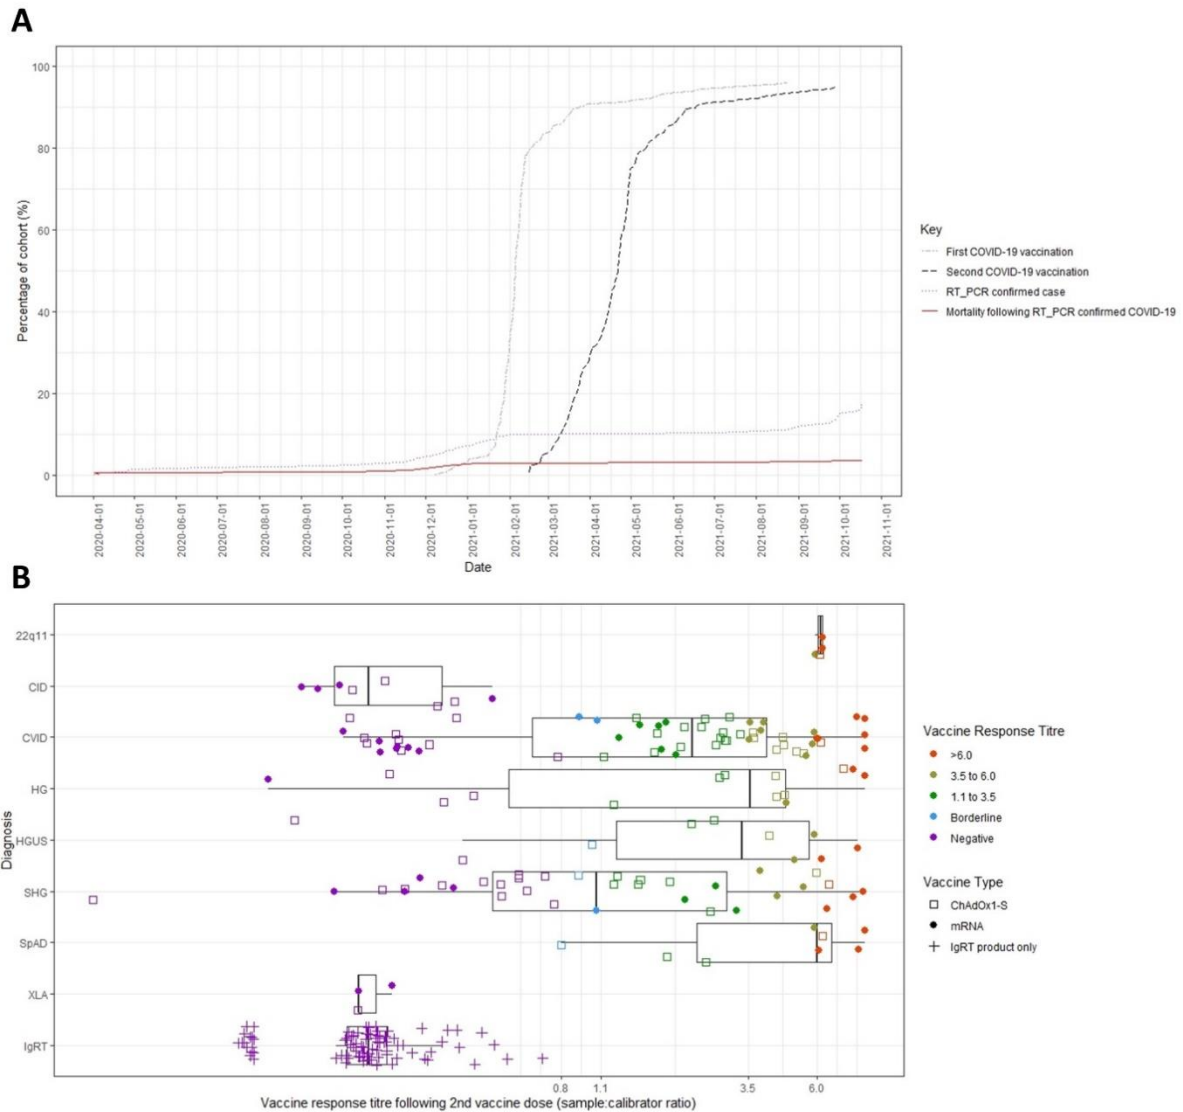 A
Percentage of cohort (%)
100
80
60
40
20
0
2020-04-01
2020-05-01
2020-06-01
2020-07-01
2020-08-01
2020-09-01
2020-10-01
2020-11-01
2020-12-01
2021-01-01
2021-02-01
2021-03-01
2021-04-01
2021-05-01
2021-06-01
2021-07-01
2021-08-01
2021-09-01
2021-10-01
2021-11-01
Date
Key
First COVID-19 vaccination
Second COVID-19 vaccination
RT_PCR confirmed case
Mortality following RT_PCR confirmed COVID-19
B
Diagnosis
22q11
CID
CVID
HG
HGUS
SHG
SpAD
XLA
IgRT
0.8
1.1
3.5
6.0
Vaccine response titre following 2nd vaccine dose (sample:calibrator ratio)
Vaccine Response Titre
>6.0
3.5 to 6.0
1.1 to 3.5
Borderline
Negative
Vaccine Type
ChAdOx1-S
mRNA
IgRT product only